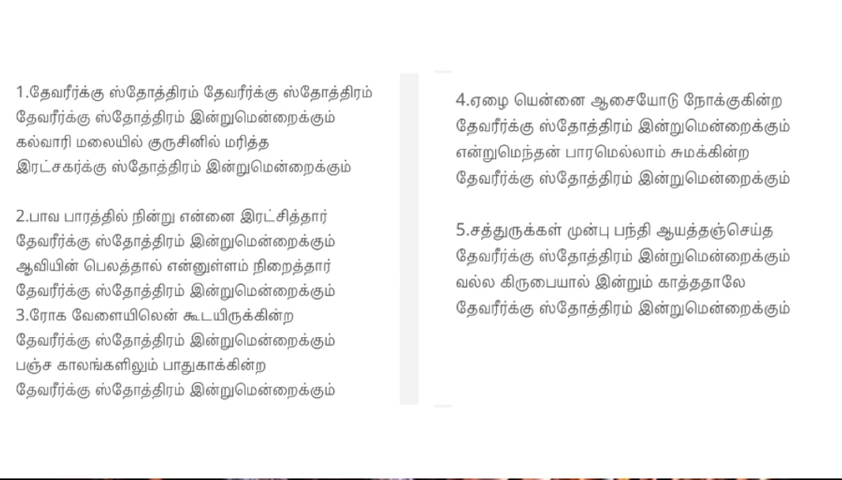 1.தேவரீர்க்கு ஸ்தோத்திரம் தேவரீர்க்கு ஸ்தோத்திரம்
தேவரீர்க்கு ஸ்தோத்திரம் இன்றுமென்றைக்கும்
கல்வாரி மலையில் குருசினில் மரித்த
இரட்சகர்க்கு ஸ்தோத்திரம் இன்றுமென்றைக்கும்
2.பாவ பாரத்தில் நின்று என்னை இரட்சித்தார்
தேவரீர்க்கு ஸ்தோத்திரம் இன்றுமென்றைக்கும்
ஆவியின் பெலத்தால் என்னுள்ளம் நிறைத்தார்
தேவரீர்க்கு ஸ்தோத்திரம் இன்றுமென்றைக்கும்
3.ரோக வேளையிலென் கூடயிருக்கின்ற
தேவரீர்க்கு ஸ்தோத்திரம் இன்றுமென்றைக்கும்
பஞ்ச காலங்களிலும் பாதுகாக்கின்ற
தேவரீர்க்கு ஸ்தோத்திரம் இன்றுமென்றைக்கும்
4.ஏழை யென்னை ஆசையோடு நோக்குகின்ற
தேவரீர்க்கு ஸ்தோத்திரம் இன்றுமென்றைக்கும்
என்றுமெந்தன் பாரமெல்லாம் சுமக்கின்ற
தேவரீர்க்கு ஸ்தோத்திரம் இன்றுமென்றைக்கும்
5.சத்துருக்கள் முன்பு பந்தி ஆயத்தஞ்செய்த
தேவரீர்க்கு ஸ்தோத்திரம் இன்றுமென்றைக்கும்
வல்ல கிருபையால் இன்றும் காத்ததாலே
தேவரீர்க்கு ஸ்தோத்திரம் இன்றுமென்றைக்கும்